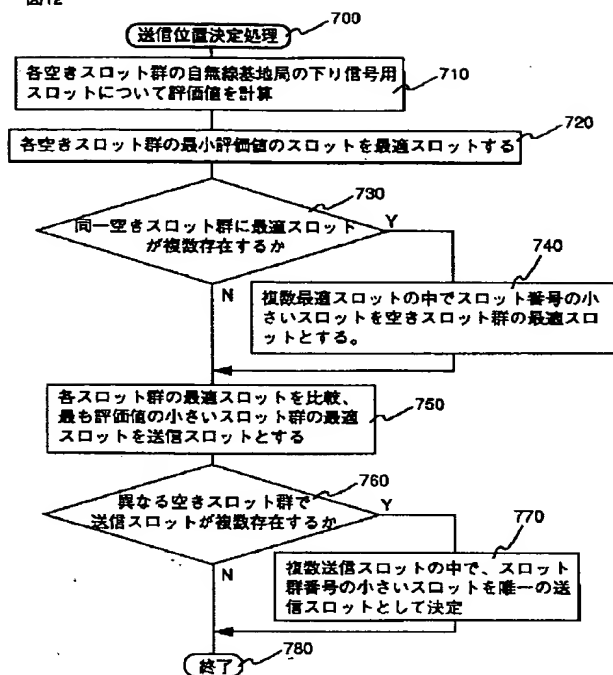 図12
送信位置決定処理
700
各空きスロット群の自無線基地局の下り信号用
スロットについて評価値を計算
710
720
各空きスロット群の最小評価値のスロットを最適スロットする
730
同一空きスロット群に最適スロット
が複数存在するか
Y
N
740
複数最適スロットの中でスロット番号の小
さいスロットを空きスロット群の最適スロ
ットとする。
各スロット群の最適スロットを比較、
最も評価値の小さいスロット群の最適
スロットを送信スロットとする
750
760
異なる空きスロット群で
送信スロットが複数存在するか
Y
N
770
複数送信スロットの中で、スロット
群番号の小さいスロットを唯一の送
信スロットとして決定
終了
780